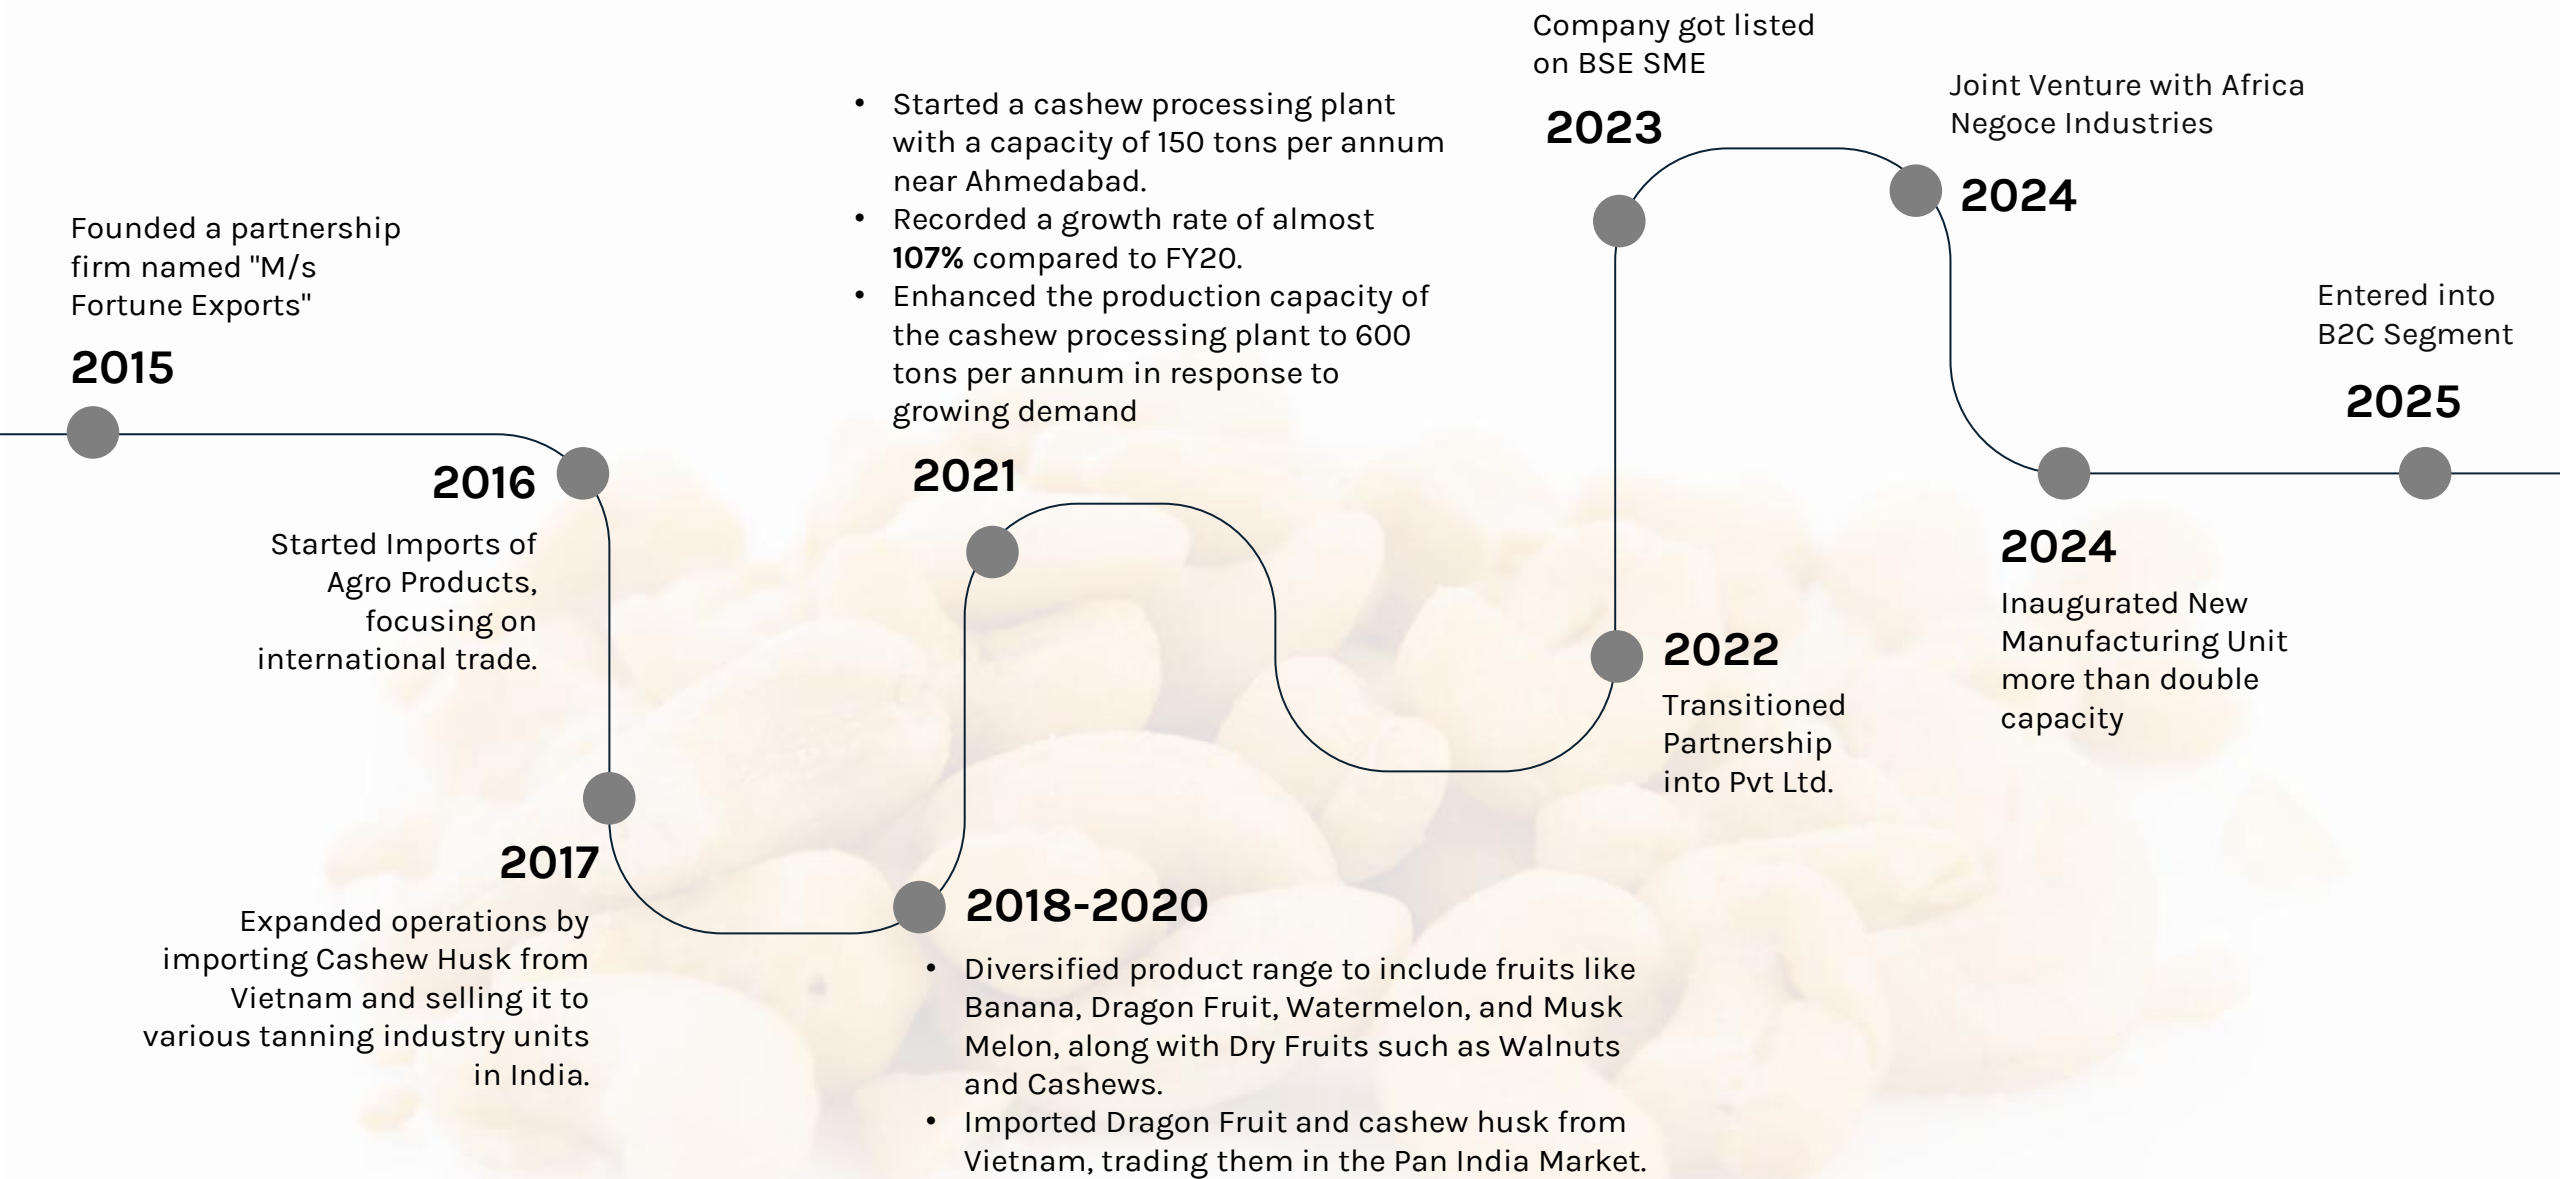 Founded a partnership
firm named "M/s
Fortune Exports"
2015
2016
Started Imports of
Agro Products,
focusing on
international trade.
2017
Expanded operations by
importing Cashew Husk from
Vietnam and selling it to
various tanning industry units
in India.
2018-2020
• Diversified product range to include fruits like
Banana, Dragon Fruit, Watermelon, and Musk
Melon, along with Dry Fruits such as Walnuts
and Cashews.
• Imported Dragon Fruit and cashew husk from
Vietnam, trading them in the Pan India Market.
• Started a cashew processing plant
with a capacity of 150 tons per annum
near Ahmedabad.
• Recorded a growth rate of almost
107% compared to FY20.
• Enhanced the production capacity of
the cashew processing plant to 600
tons per annum in response to
growing demand
2021
2022
Transitioned
Partnership
into Pvt Ltd.
Company got listed
on BSE SME
2023
Joint Venture with Africa
Negoce Industries
2024
2024
Inaugurated New
Manufacturing Unit
more than double
capacity
Entered into
B2C Segment
2025